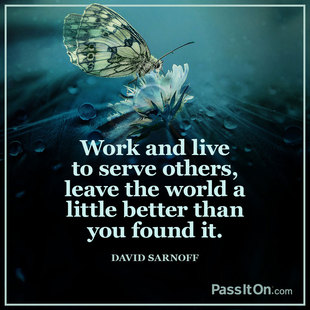 Work and live
to serve others,
leave the world a
little better than
you found it.
DAVID SARNOFF
PassItOn.com